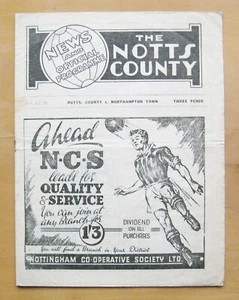 NEWS
AND
OFFICIAL
PROGRAMME
THE
NOTTS
COUNTY
NOTTS. COUNTY v. NORTHAMPTON TOWN THREE PENCE
Ahead
N·C·S
leads for
QUALITY
& SERVICE
You can join at
any Branch for
1'3
DIVIDEND
ON ALL
PURCHASES
You will find a Branch in Your District
NOTTINGHAM CO-OPERATIVE SOCIETY LTD